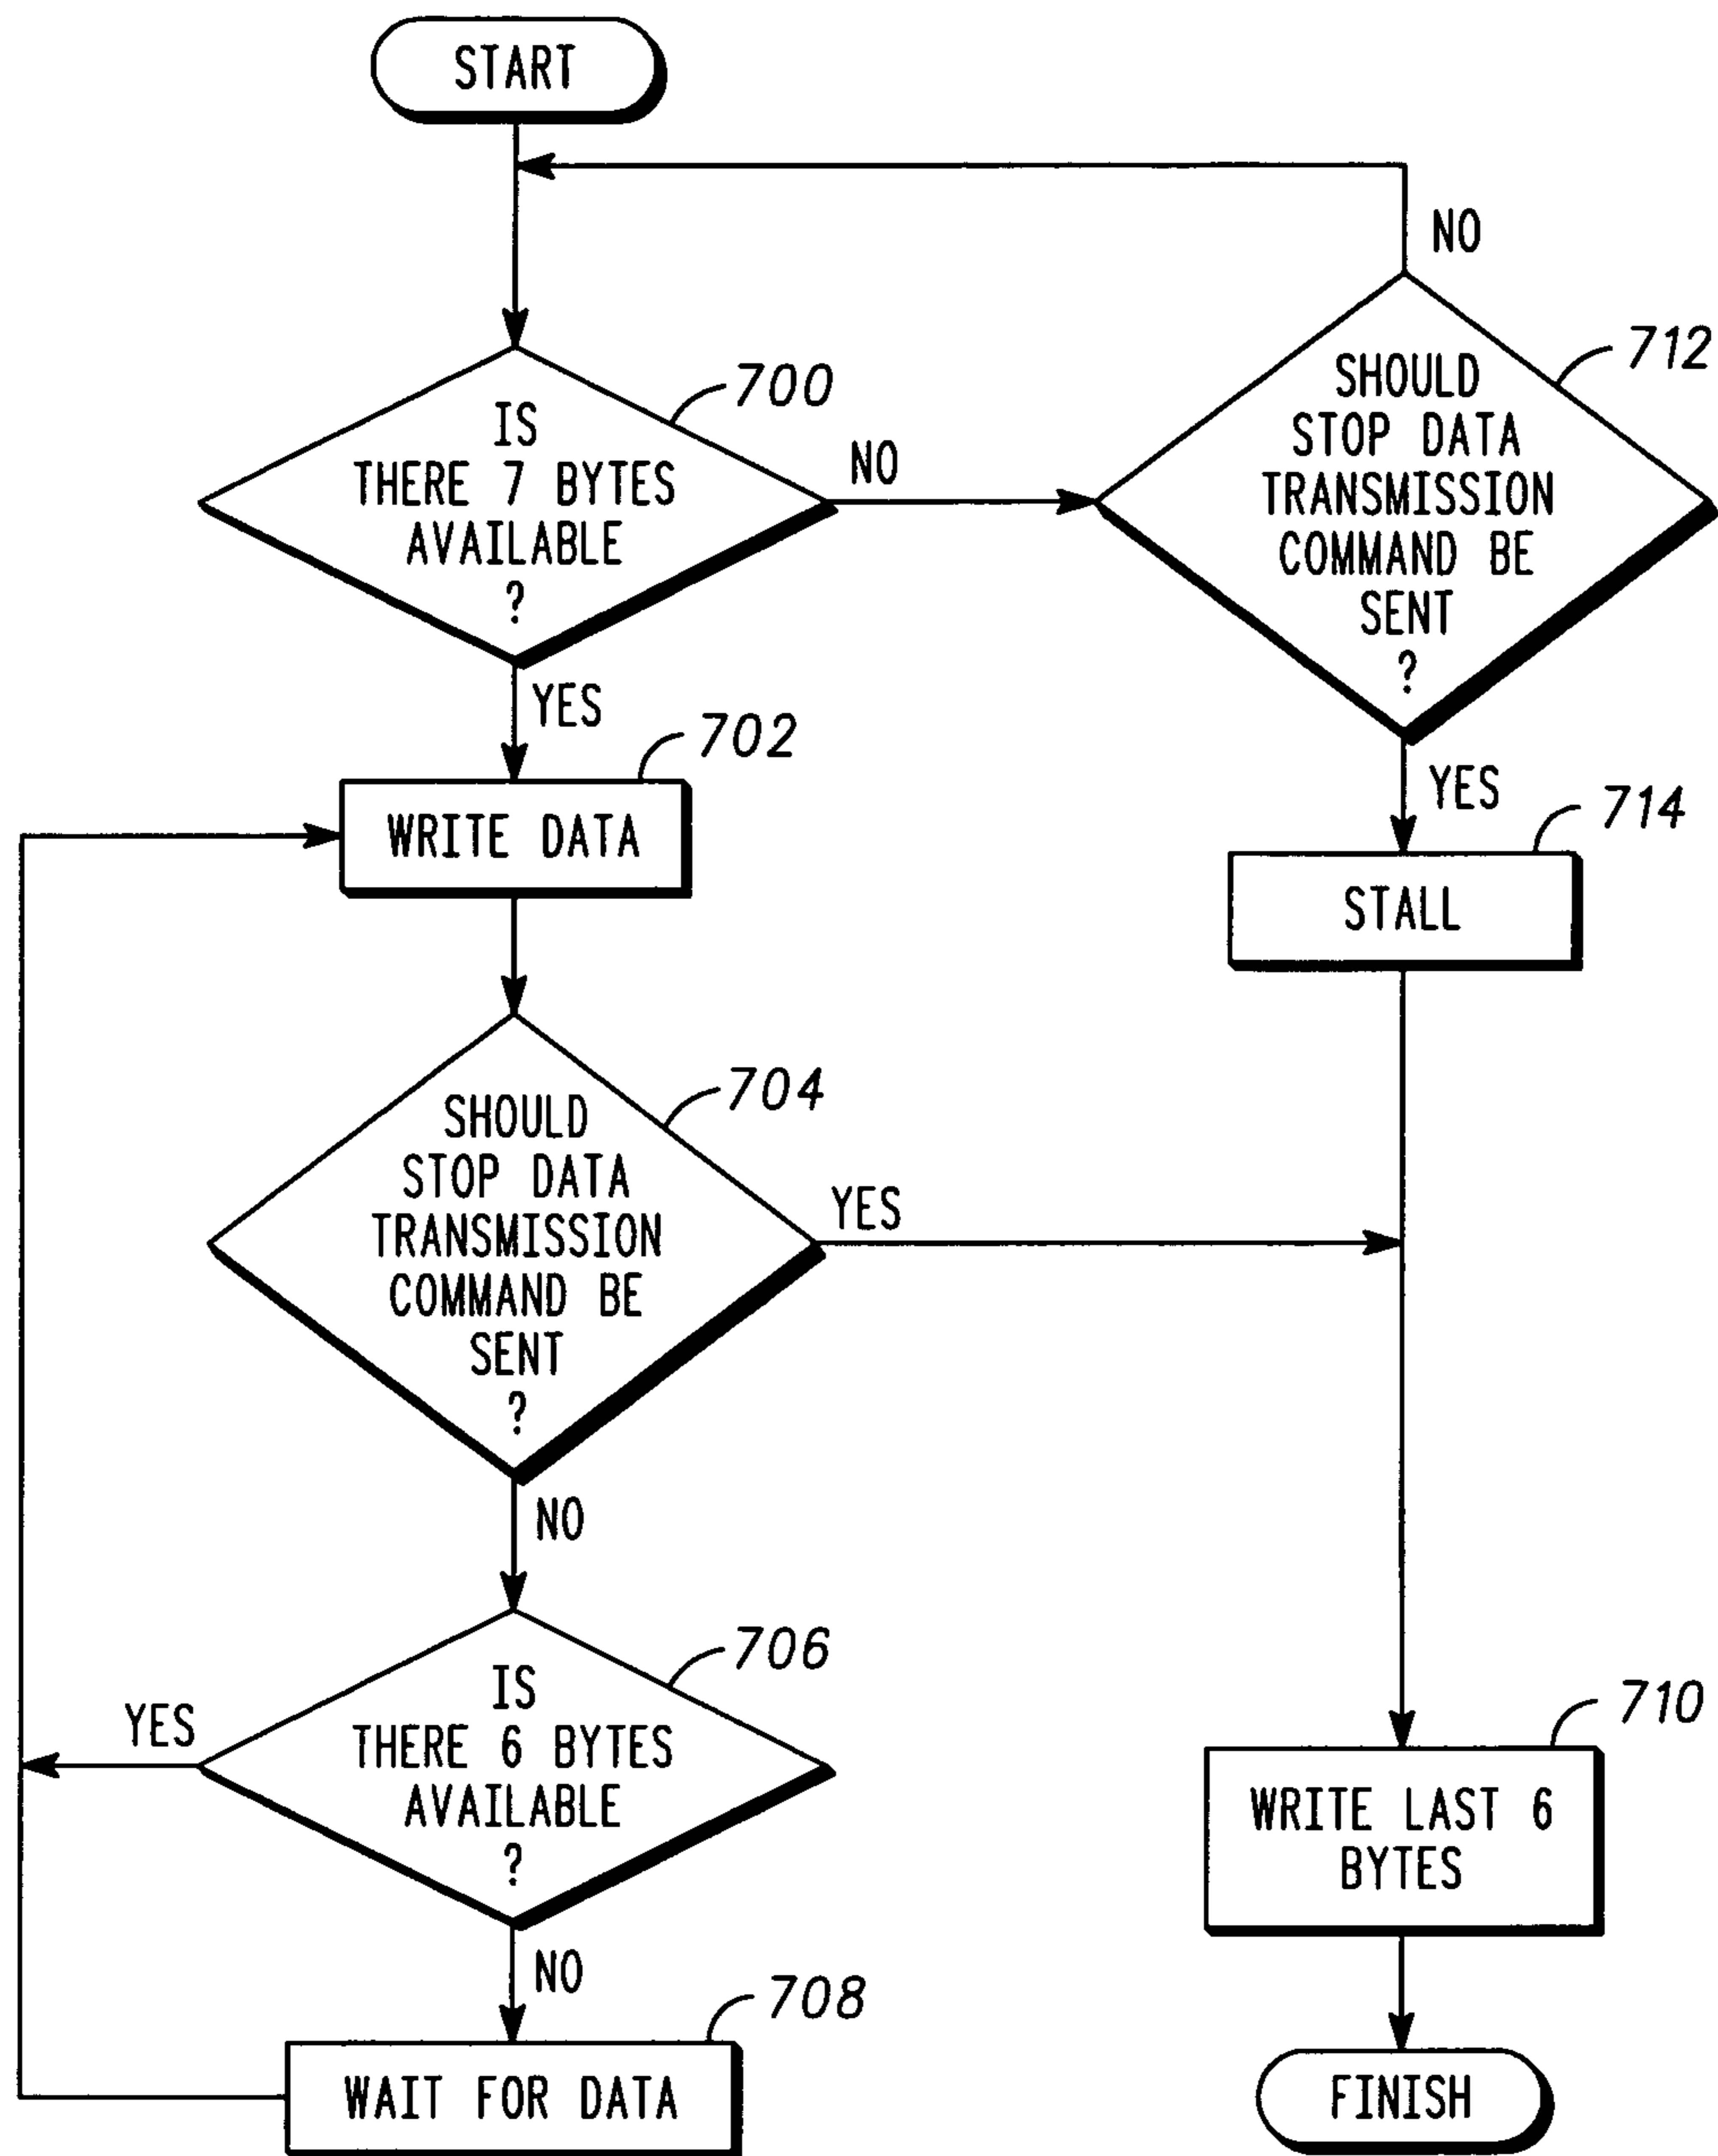 START
NO
IS
THERE 7 BYTES
AVAILABLE
?
700
NO
SHOULD
STOP DATA
TRANSMISSION
COMMAND BE
SENT
?
712
YES
702
WRITE DATA
YES
714
STALL
SHOULD
STOP DATA
TRANSMISSION
COMMAND BE
SENT
?
704
YES
NO
IS
THERE 6 BYTES
AVAILABLE
?
706
YES
710
WRITE LAST 6
BYTES
NO
708
WAIT FOR DATA
FINISH